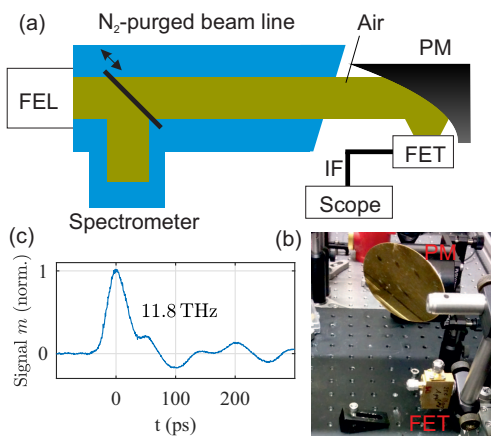 (a)
N₂-purged beam line
Air
PM
FEL
FET
IF
Scope
Spectrometer
(c)
Signal m (norm.)
1
0
11.8 THz
0
100
200
t (ps)
(b)
PM
FET